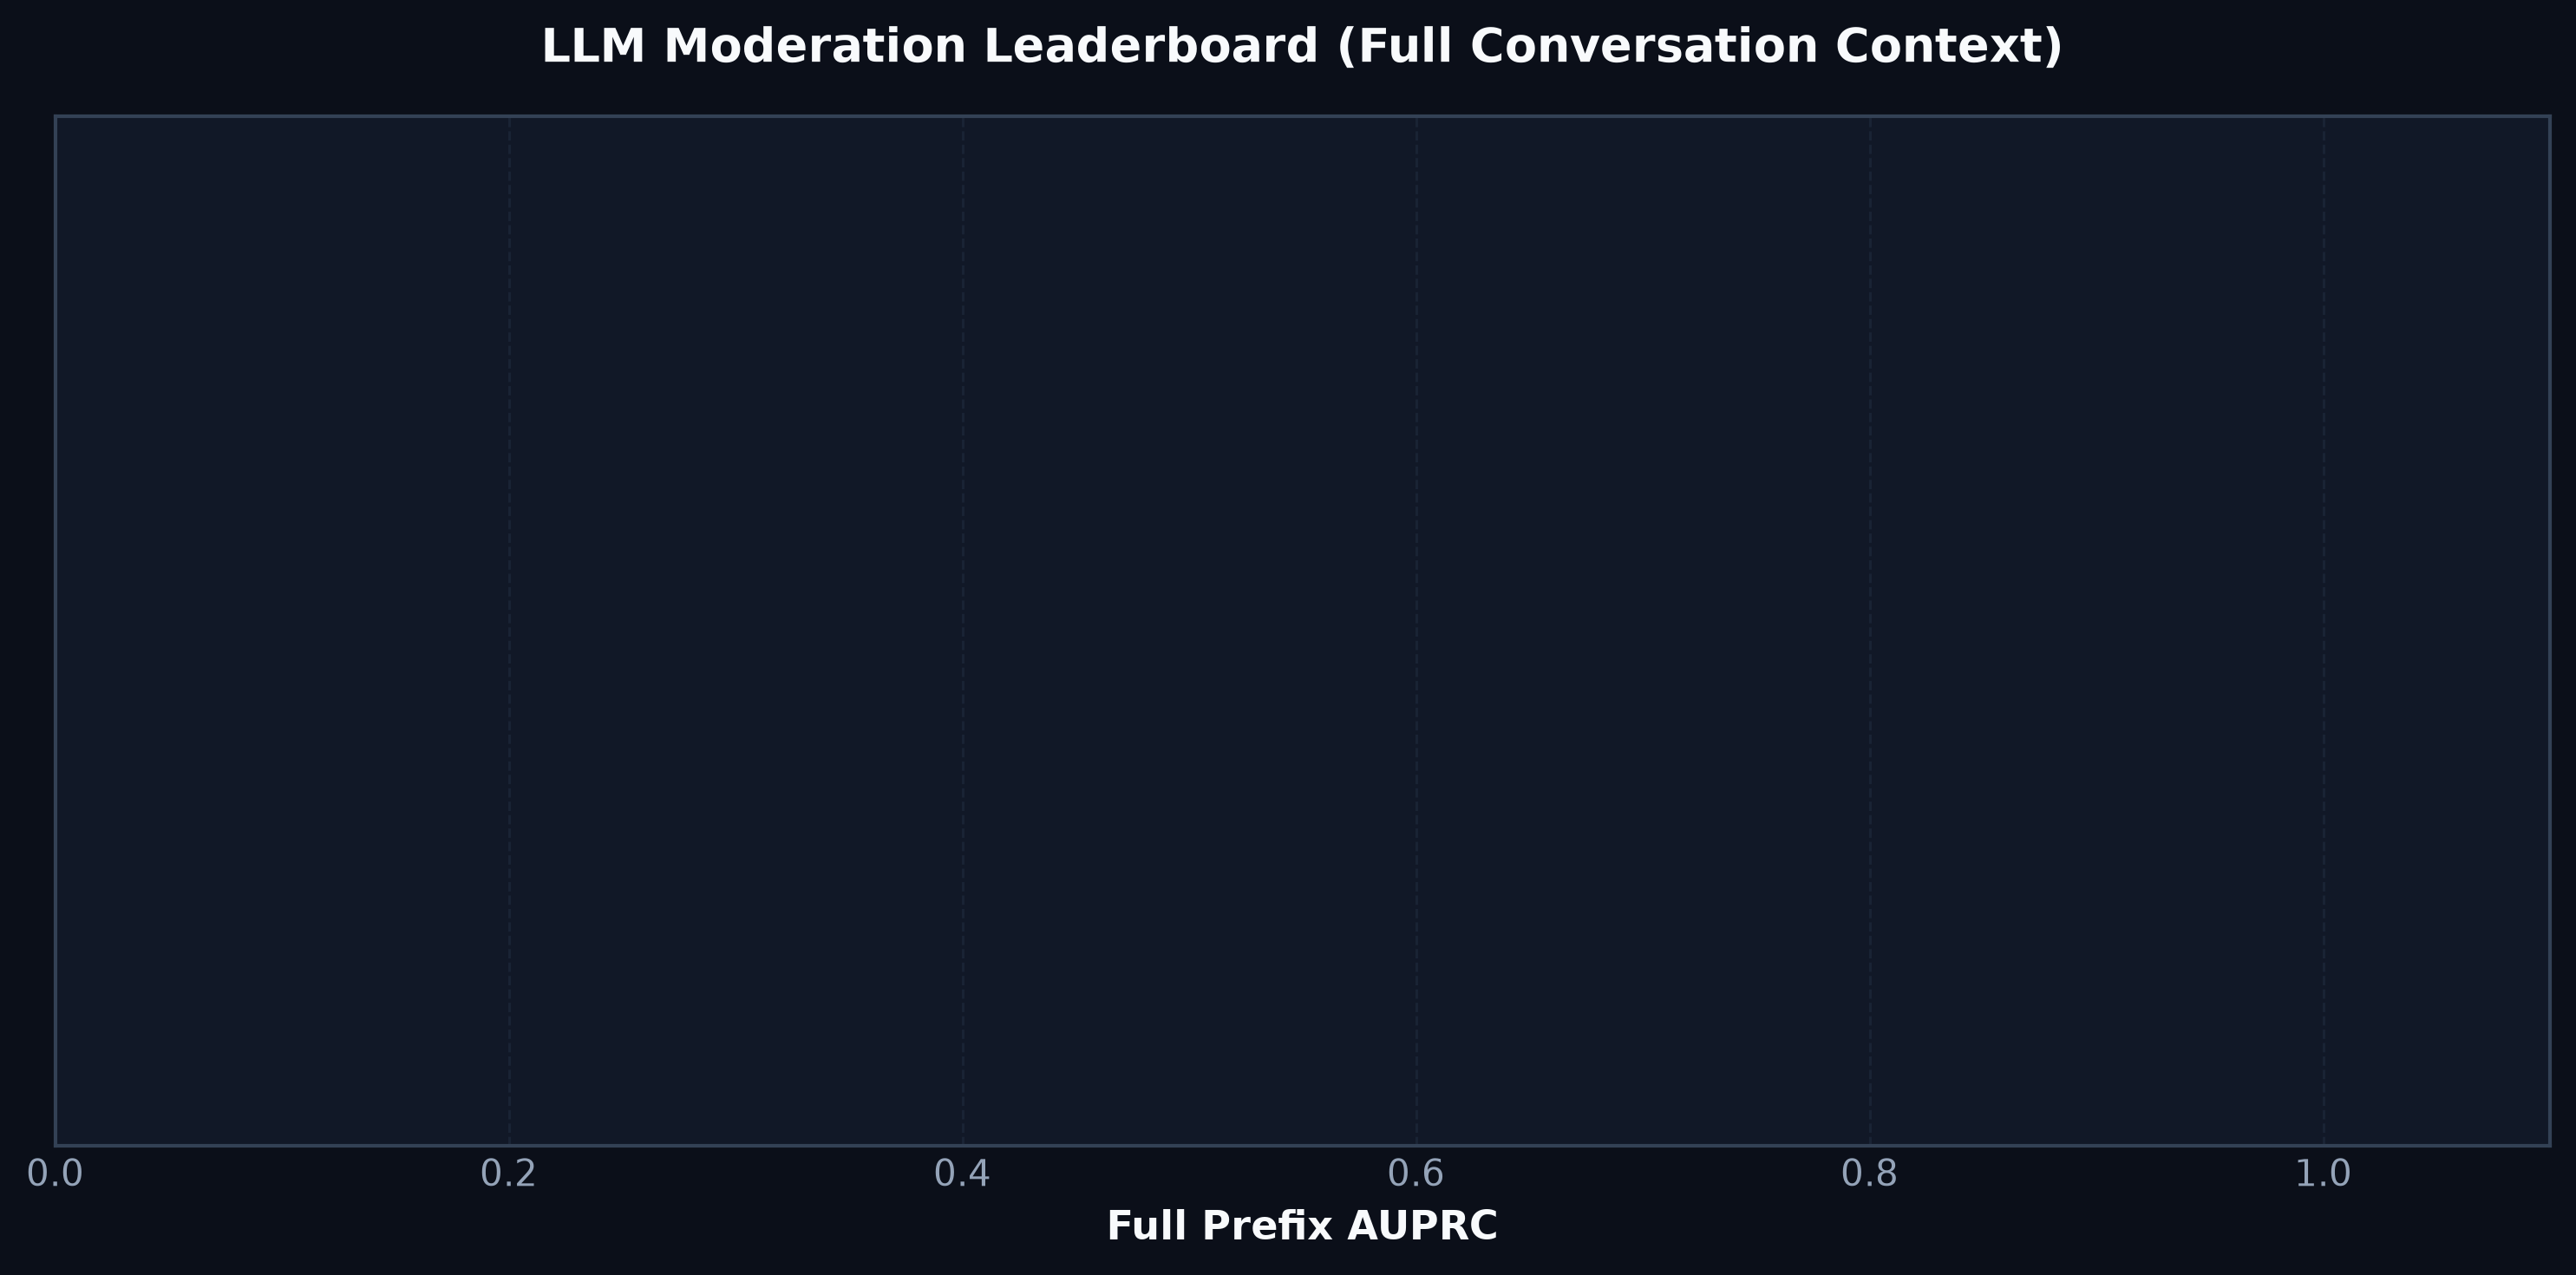 LLM Moderation Leaderboard (Full Conversation Context)
0.0 0.2 0.4 0.6 0.8 1.0
Full Prefix AUPRC